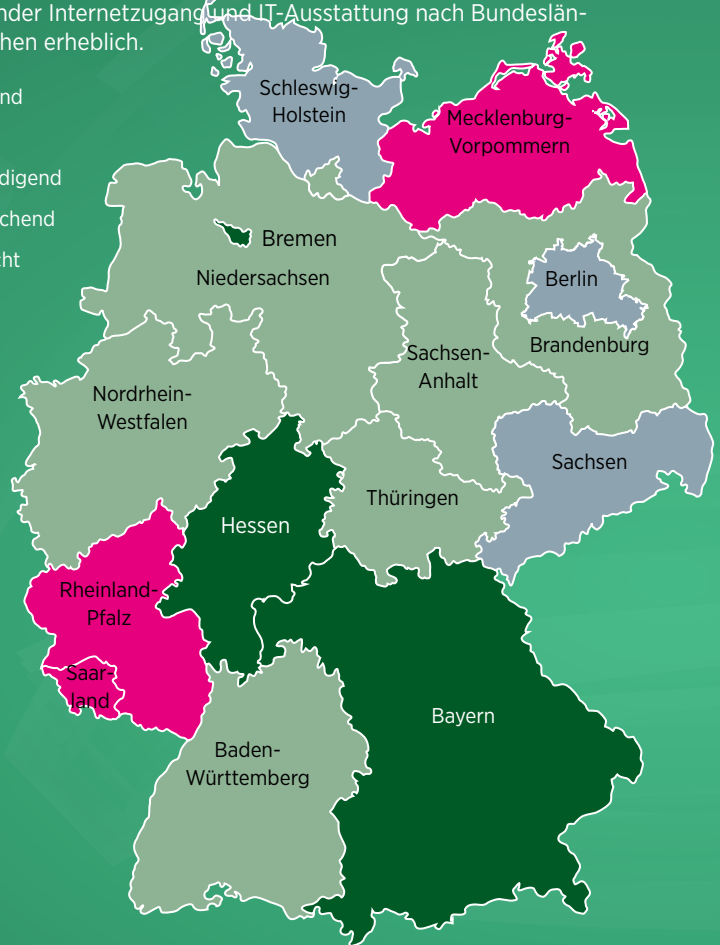 nder Internetzugang und IT-Ausstattung nach Bundeslän-
hen erheblich.
nd
digend
chend
cht
Schleswig-
Holstein
Mecklenburg-
Vorpommern
Bremen
Niedersachsen
Berlin
Brandenburg
Sachsen-
Anhalt
Nordrhein-
Westfalen
Sachsen
Thüringen
Hessen
Rheinland-
Pfalz
Saar-
land
Bayern
Baden-
Württemberg